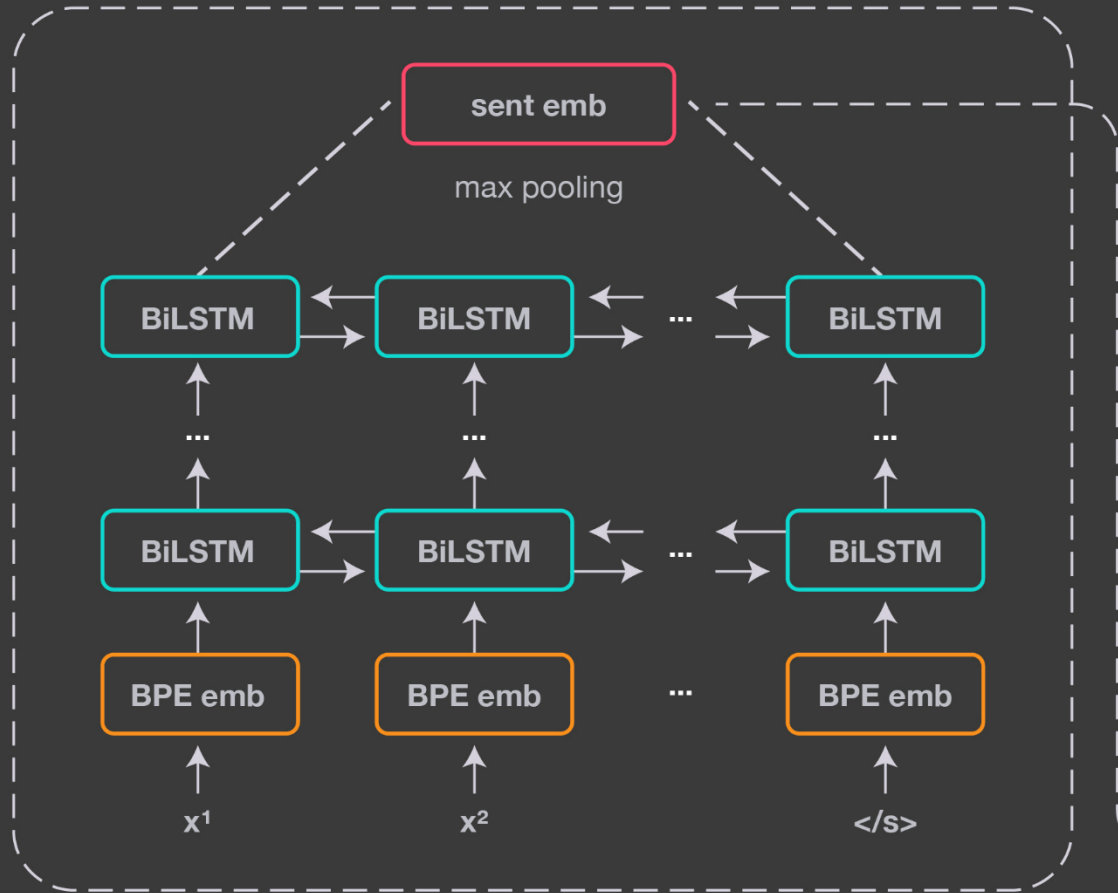 sent emb
max pooling
BiLSTM BiLSTM ... BiLSTM
... ... ...
BiLSTM BiLSTM ... BiLSTM
BPE emb BPE emb ... BPE emb
x¹ x² </s>